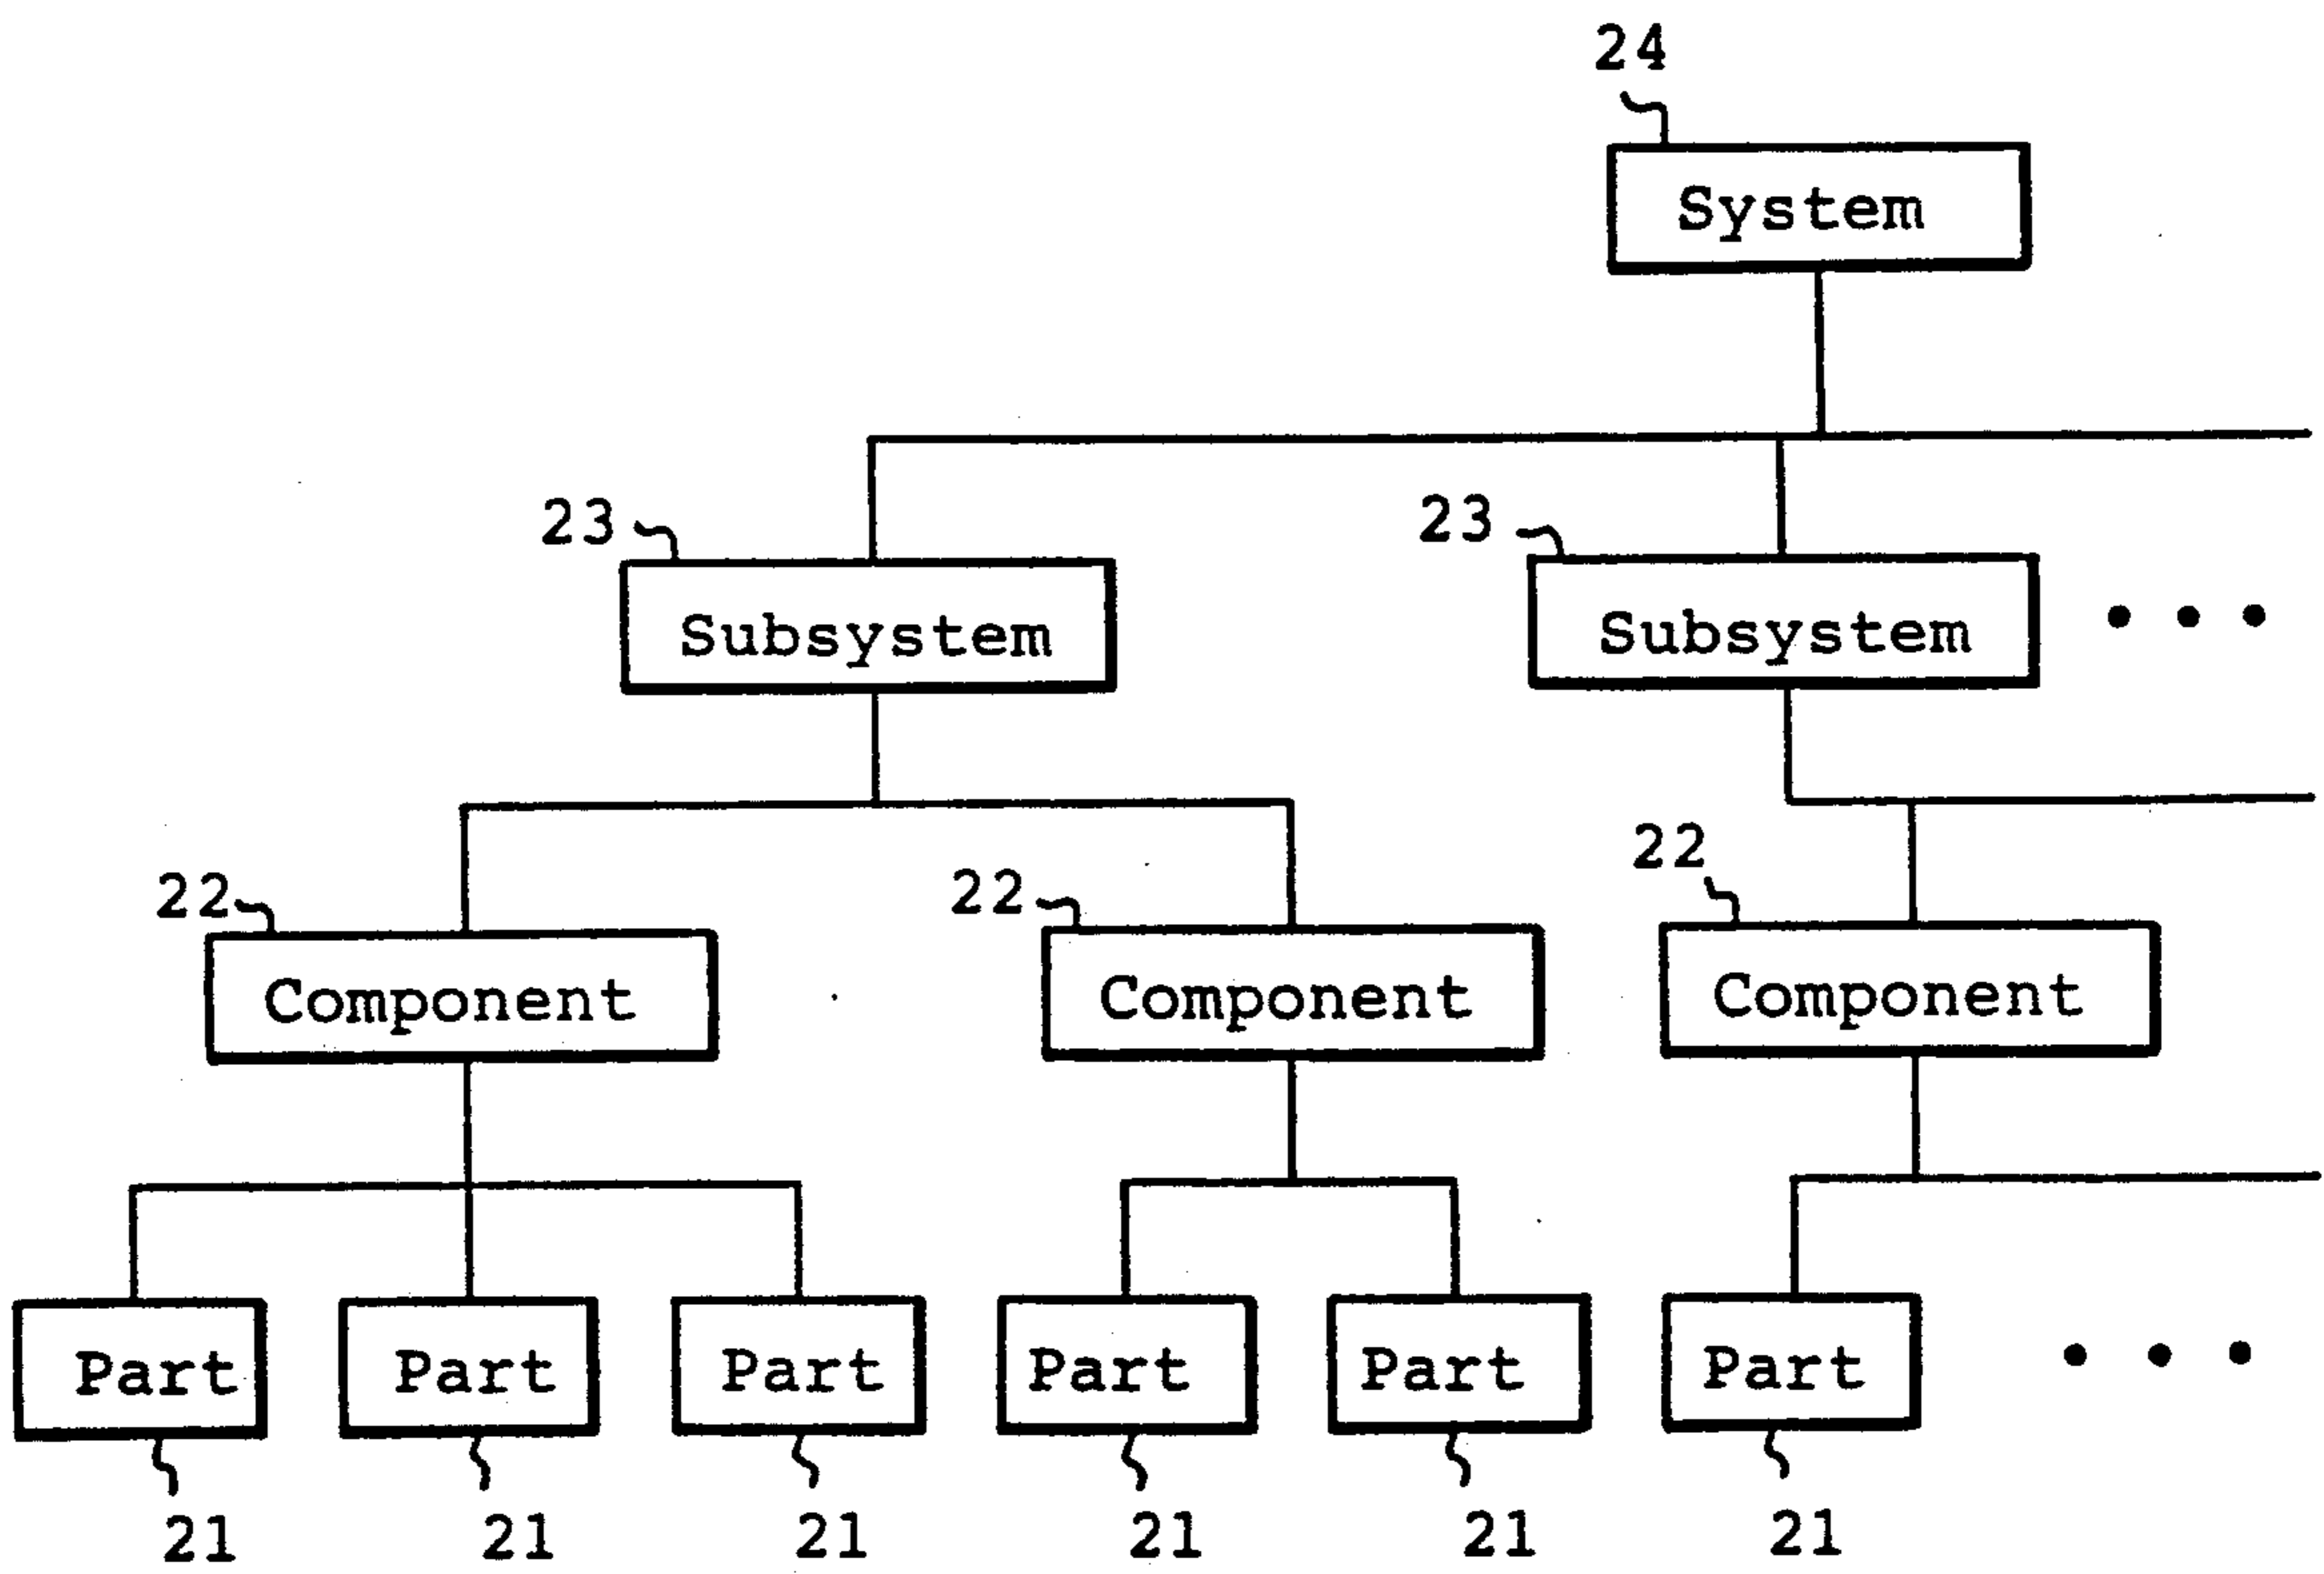 24
System
23
23
Subsystem
Subsystem
• • •
22
22
22
Component
Component
Component
Part
Part
Part
Part
Part
Part
• • •
21
21
21
21
21
21